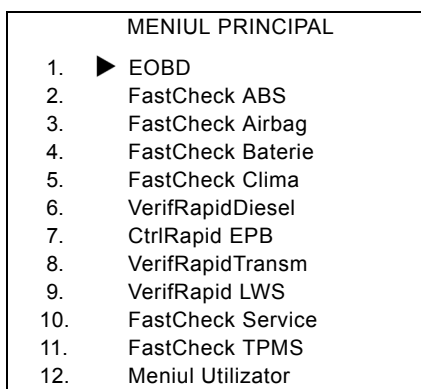 MENIUL PRINCIPAL
1. ▶ EOBD
2. FastCheck ABS
3. FastCheck Airbag
4. FastCheck Baterie
5. FastCheck Clima
6. VerifRapidDiesel
7. CtrlRapid EPB
8. VerifRapidTransm
9. VerifRapid LWS
10. FastCheck Service
11. FastCheck TPMS
12. Meniul Utilizator